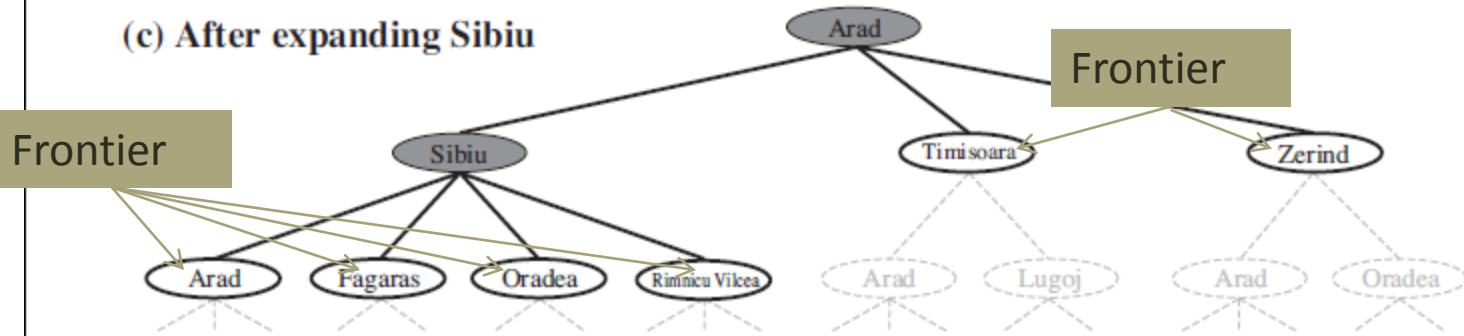 (c) After expanding Sibiu
Arad
Frontier
Frontier
Sibiu
Timisoara
Zerind
Arad
Fagaras
Oradea
Rimnicu Vilcea
Arad
Lugoj
Arad
Oradea